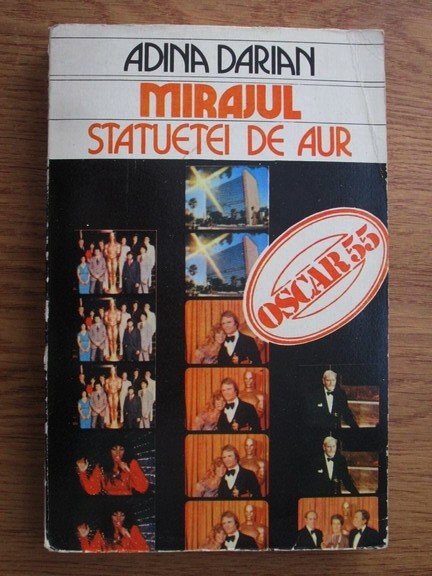 ADINA DARIAN
MIRAJUL
STATUETEI DE AUR
OSCAR 55